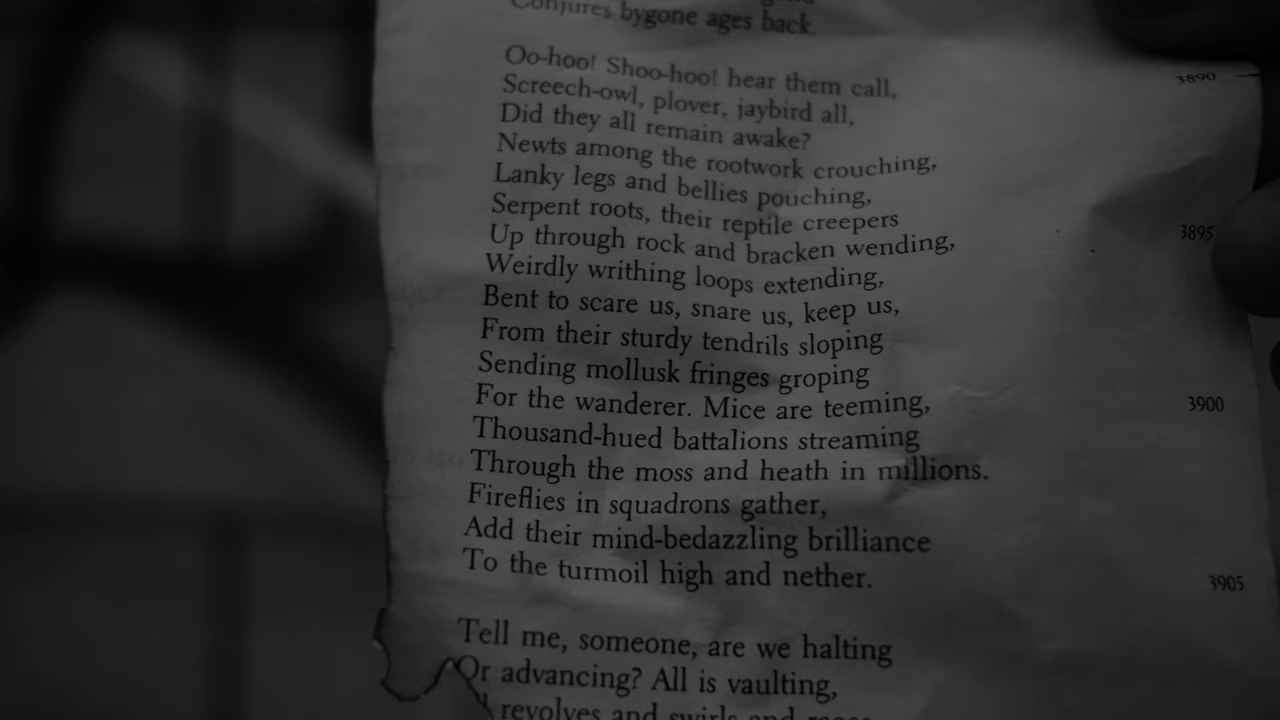 Conjures bygone ages back.
Oo-hoo! Shoo-hoo! hear them call,
3890
Screech-owl, plover, jaybird all,
Did they all remain awake?
Newts among the rootwork crouching,
Lanky legs and bellies pouching,
Serpent roots, their reptile creepers
3895
Up through rock and bracken wending,
Weirdly writhing loops extending,
Bent to scare us, snare us, keep us,
From their sturdy tendrils sloping
Sending mollusk fringes groping
For the wanderer. Mice are teeming,
3900
Thousand-hued battalions streaming
Through the moss and heath in millions.
Fireflies in squadrons gather,
Add their mind-bedazzling brilliance
To the turmoil high and nether.
3905
Tell me, someone, are we halting
Or advancing? All is vaulting,
revolves and swirls and